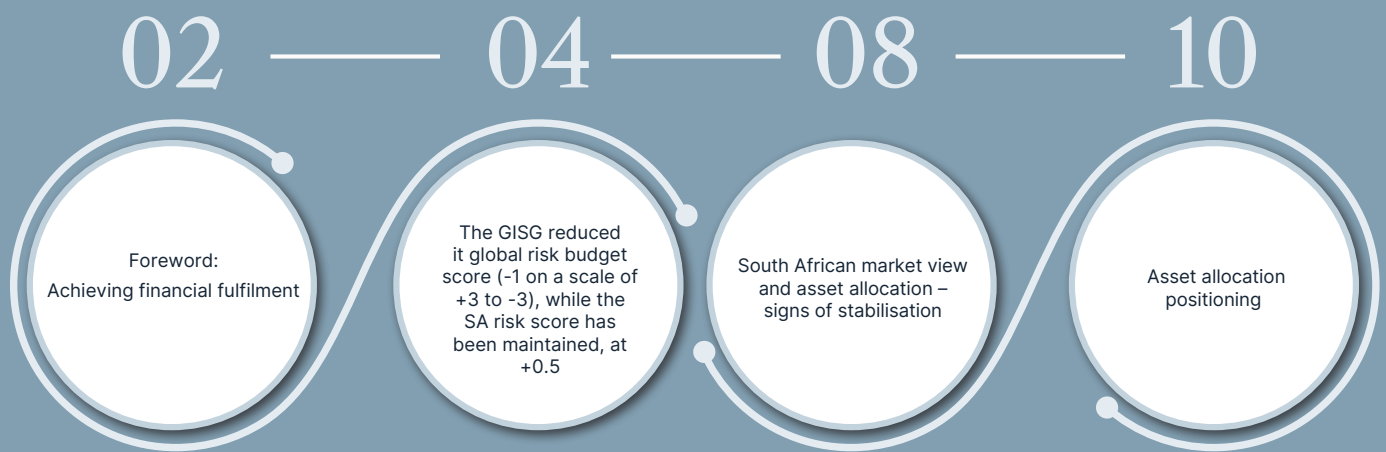 02
04
08
10
Foreword:
Achieving financial fulfilment
The GISG reduced
it global risk budget
score (-1 on a scale of
+3 to -3), while the
SA risk score has
been maintained, at
+0.5
South African market view
and asset allocation –
signs of stabilisation
Asset allocation
positioning